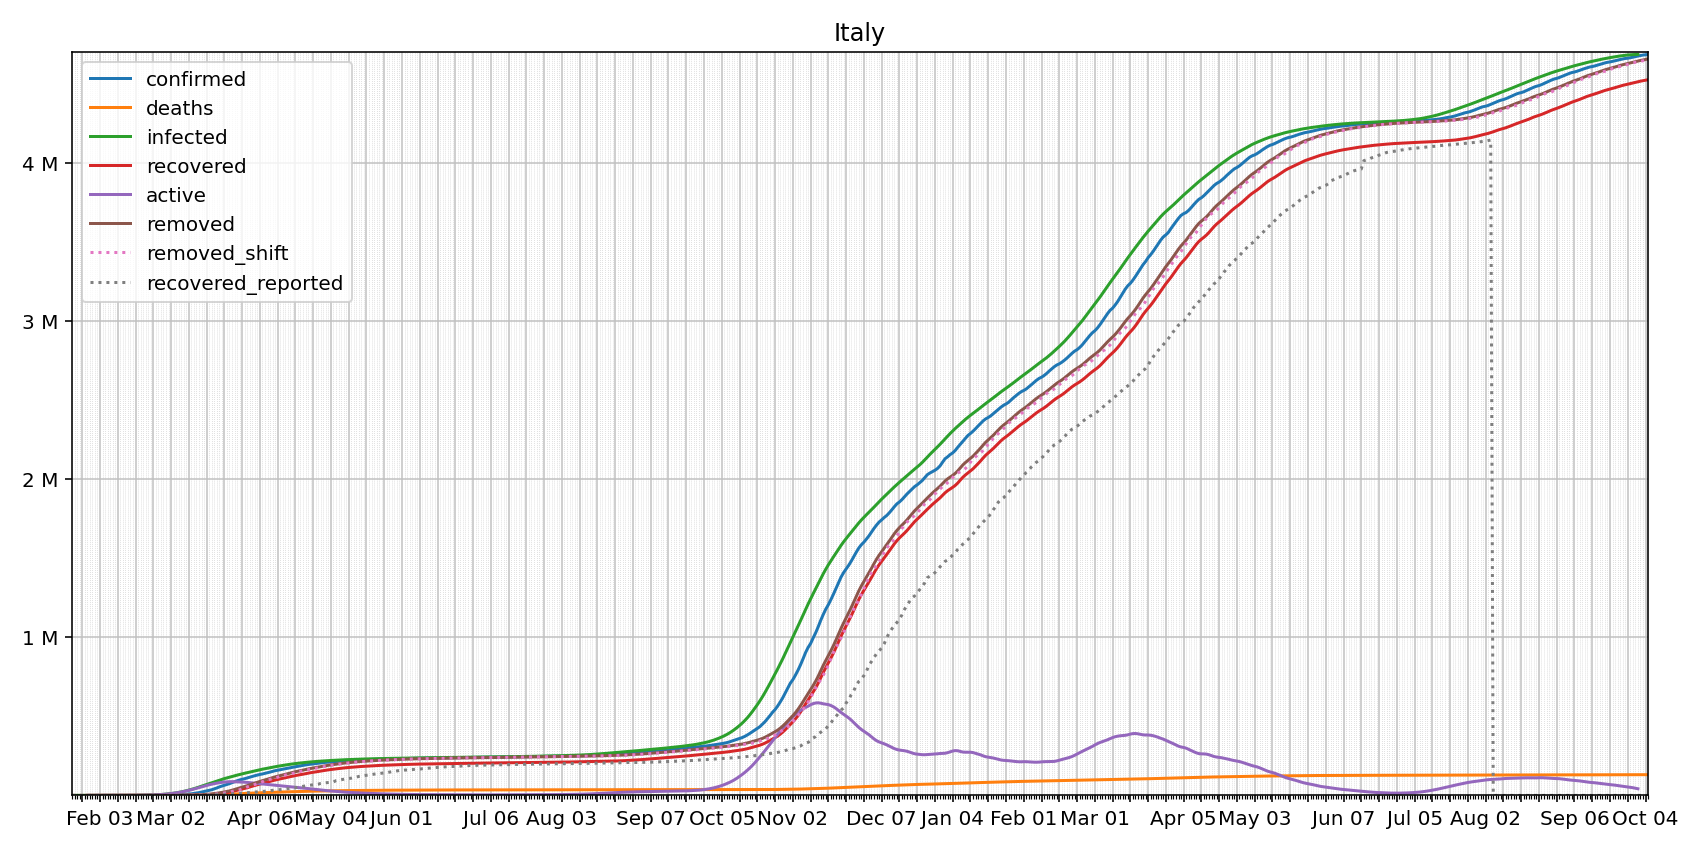 Italy
confirmed
deaths
infected
recovered
active
removed
removed_shift
recovered_reported
4 M
3 M
2 M
1 M
Feb 03 Mar 02 Apr 06 May 04 Jun 01 Jul 06 Aug 03 Sep 07 Oct 05 Nov 02 Dec 07 Jan 04 Feb 01 Mar 01 Apr 05 May 03 Jun 07 Jul 05 Aug 02 Sep 06 Oct 04